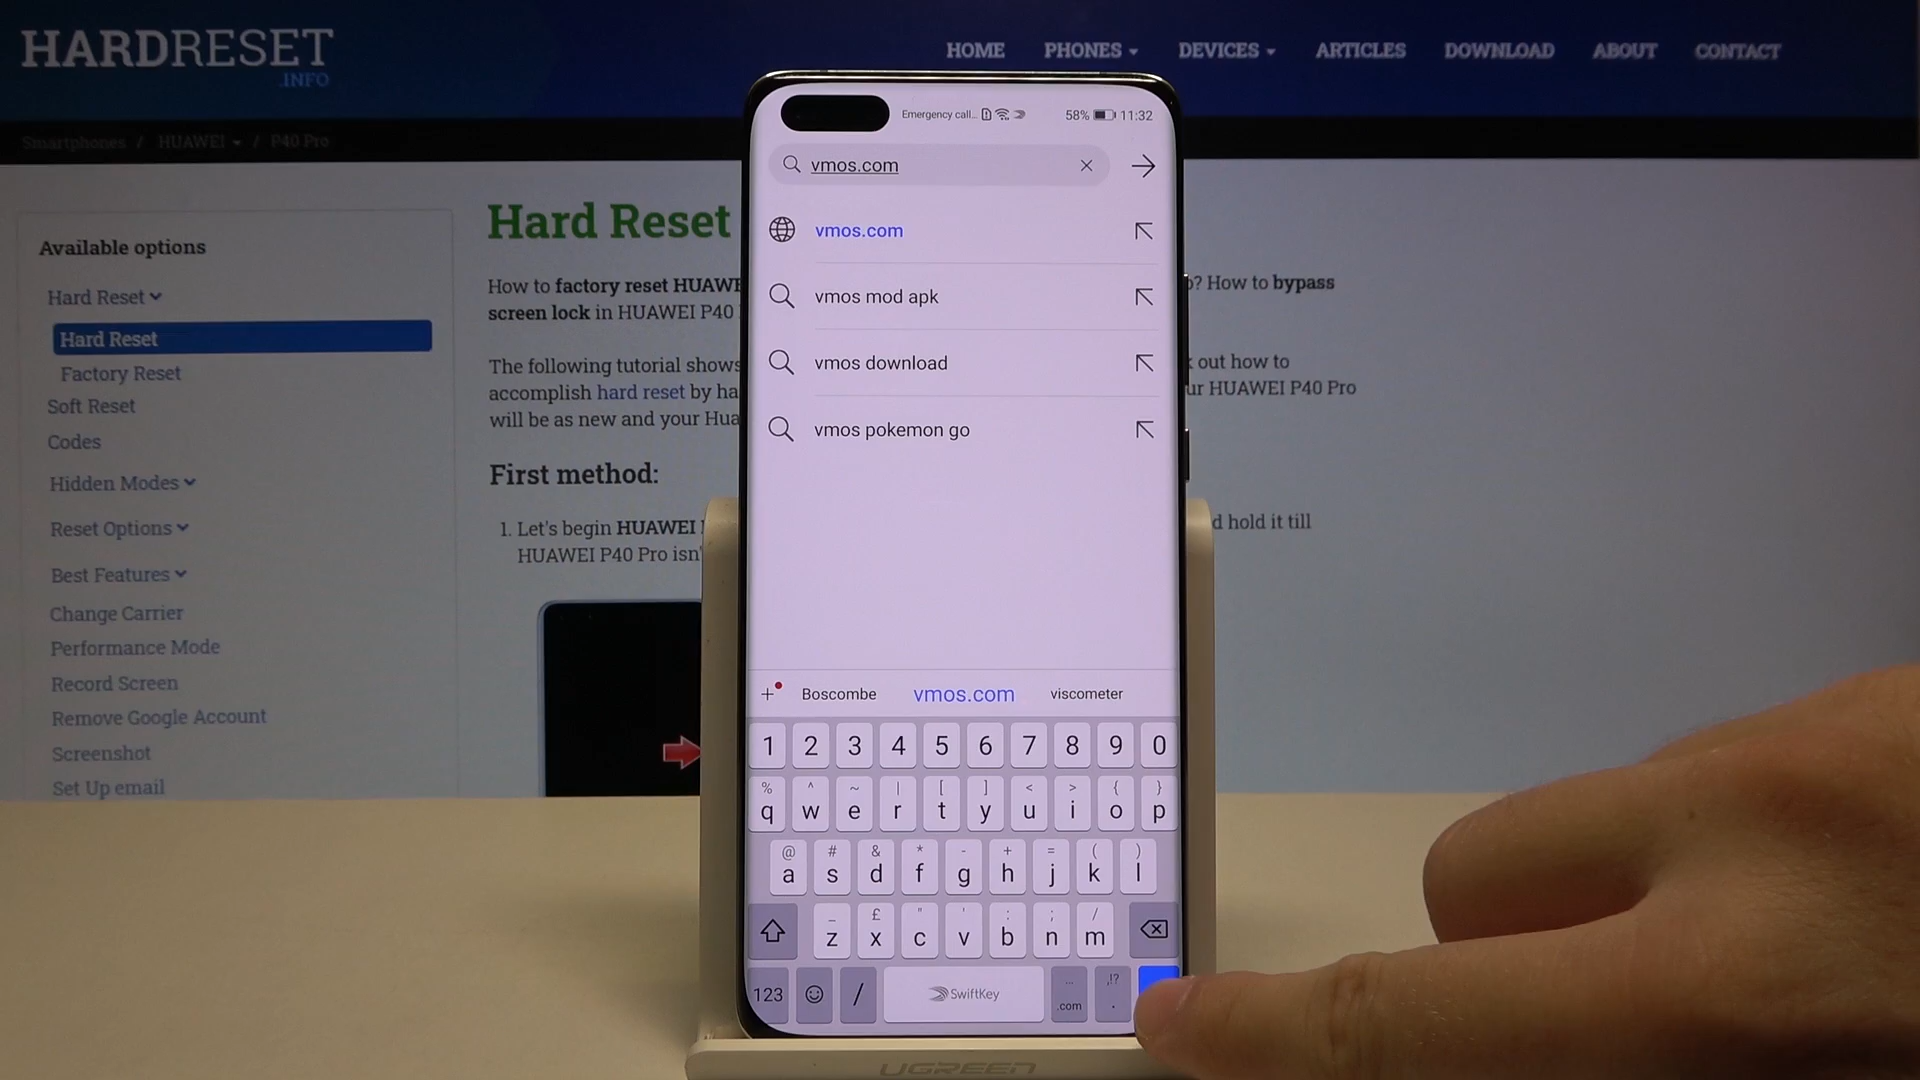 HARDRESET
.INFO
HOME PHONES DEVICES ARTICLES DOWNLOAD ABOUT CONTACT
Smartphones / HUAWEI / P40 Pro
Available options
Hard Reset
Hard Reset
Factory Reset
Soft Reset
Codes
Hidden Modes
Reset Options
Best Features
Change Carrier
Performance Mode
Record Screen
Remove Google Account
Screenshot
Set Up email
Hard Reset
How to factory reset
? How to bypass
screen lock in HUAWEI P40
The following tutorial shows
out how to
accomplish hard reset by
HUAWEI P40 Pro
will be as new and your
First method:
1. Let's begin HUAWEI
hold it till
HUAWEI P40 Pro
Emergency call... 58% 11:32
vmos.com
vmos.com
vmos mod apk
vmos download
vmos pokemon go
+ Boscombe vmos.com viscometer
1 2 3 4 5 6 7 8 9 0
% ^ ~ | [ ] < > { }
q w e r t y u i o p
@ # & * - + = ( )
a s d f g h j k l
_ £ " ' : ; /
z x c v b n m
... ,!?
123 / SwiftKey .com .
UGREEN